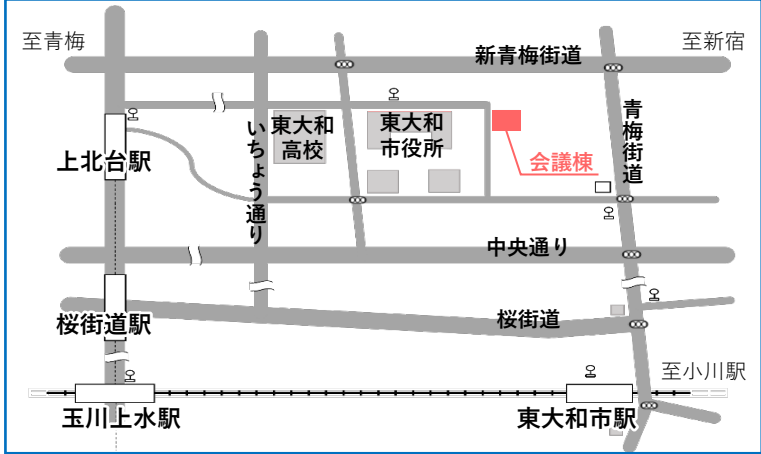 至青梅
新青梅街道
至新宿
いちょう通り
東大和
高校
東大和
市役所
会議棟
青梅街道
上北台駅
中央通り
桜街道駅
桜街道
至小川駅
玉川上水駅
東大和市駅